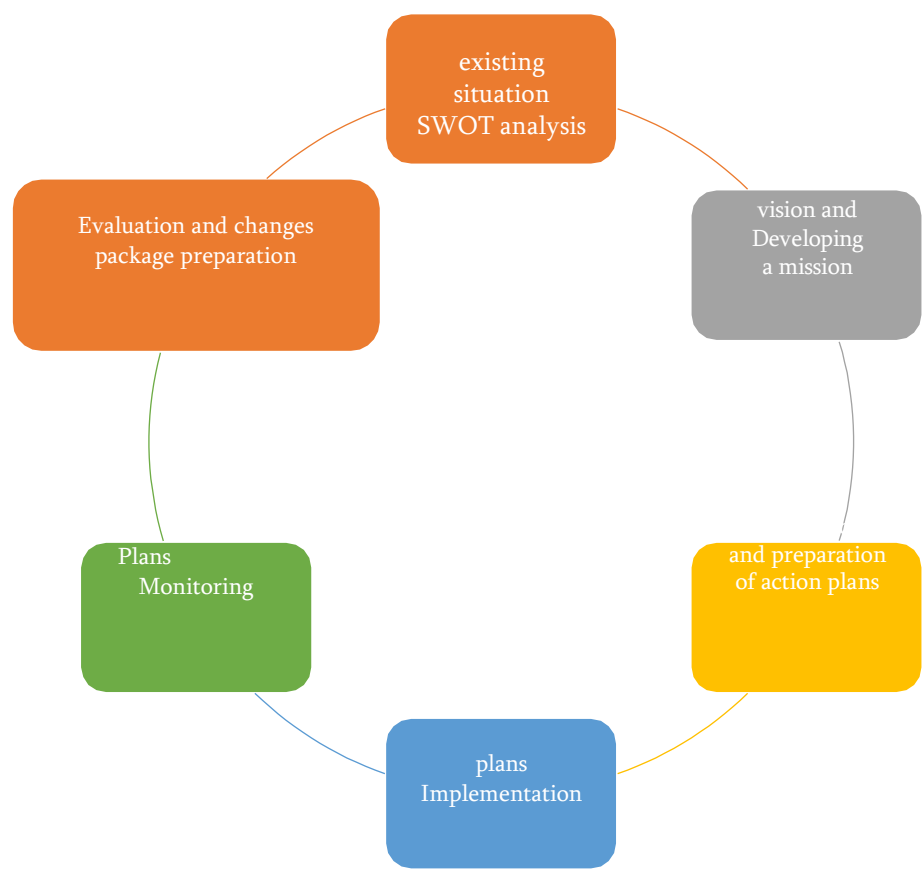 existing
situation
SWOT analysis
Evaluation and changes
package preparation
vision and
Developing
a mission
Plans
Monitoring
and preparation
of action plans
plans
Implementation